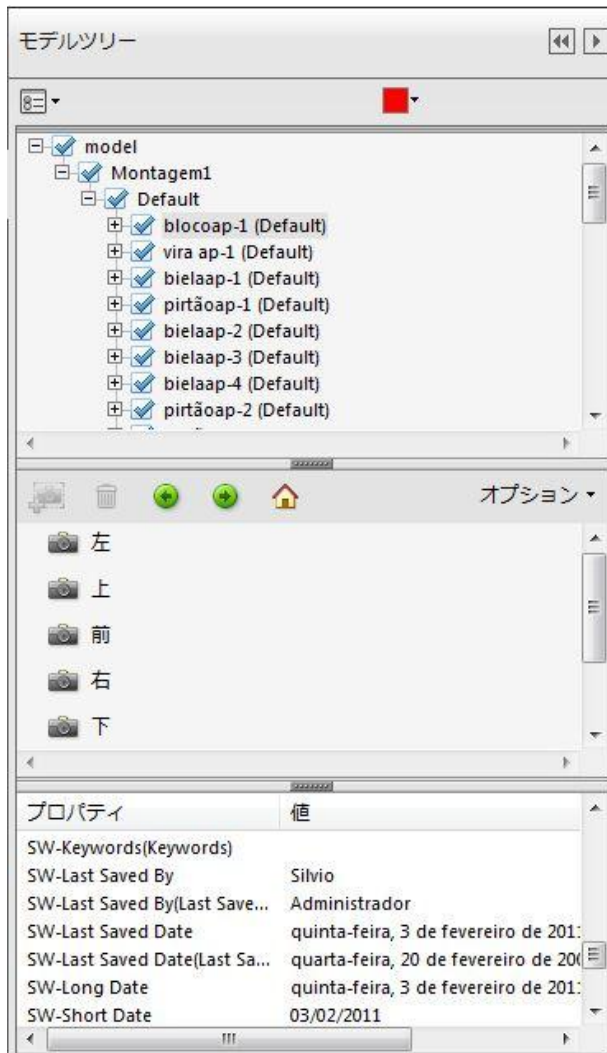 モデルツリー
model
Montagem1
Default
blocoap-1 (Default)
vira ap-1 (Default)
bielaap-1 (Default)
pirtãoap-1 (Default)
bielaap-2 (Default)
bielaap-3 (Default)
bielaap-4 (Default)
pirtãoap-2 (Default)
オプション
左
上
前
右
下
プロパティ 値
SW-Keywords(Keywords)
SW-Last Saved By Silvio
SW-Last Saved By(Last Save... Administrador
SW-Last Saved Date quinta-feira, 3 de fevereiro de 2011
SW-Last Saved Date(Last Sa... quarta-feira, 20 de fevereiro de 200
SW-Long Date quinta-feira, 3 de fevereiro de 2011
SW-Short Date 03/02/2011